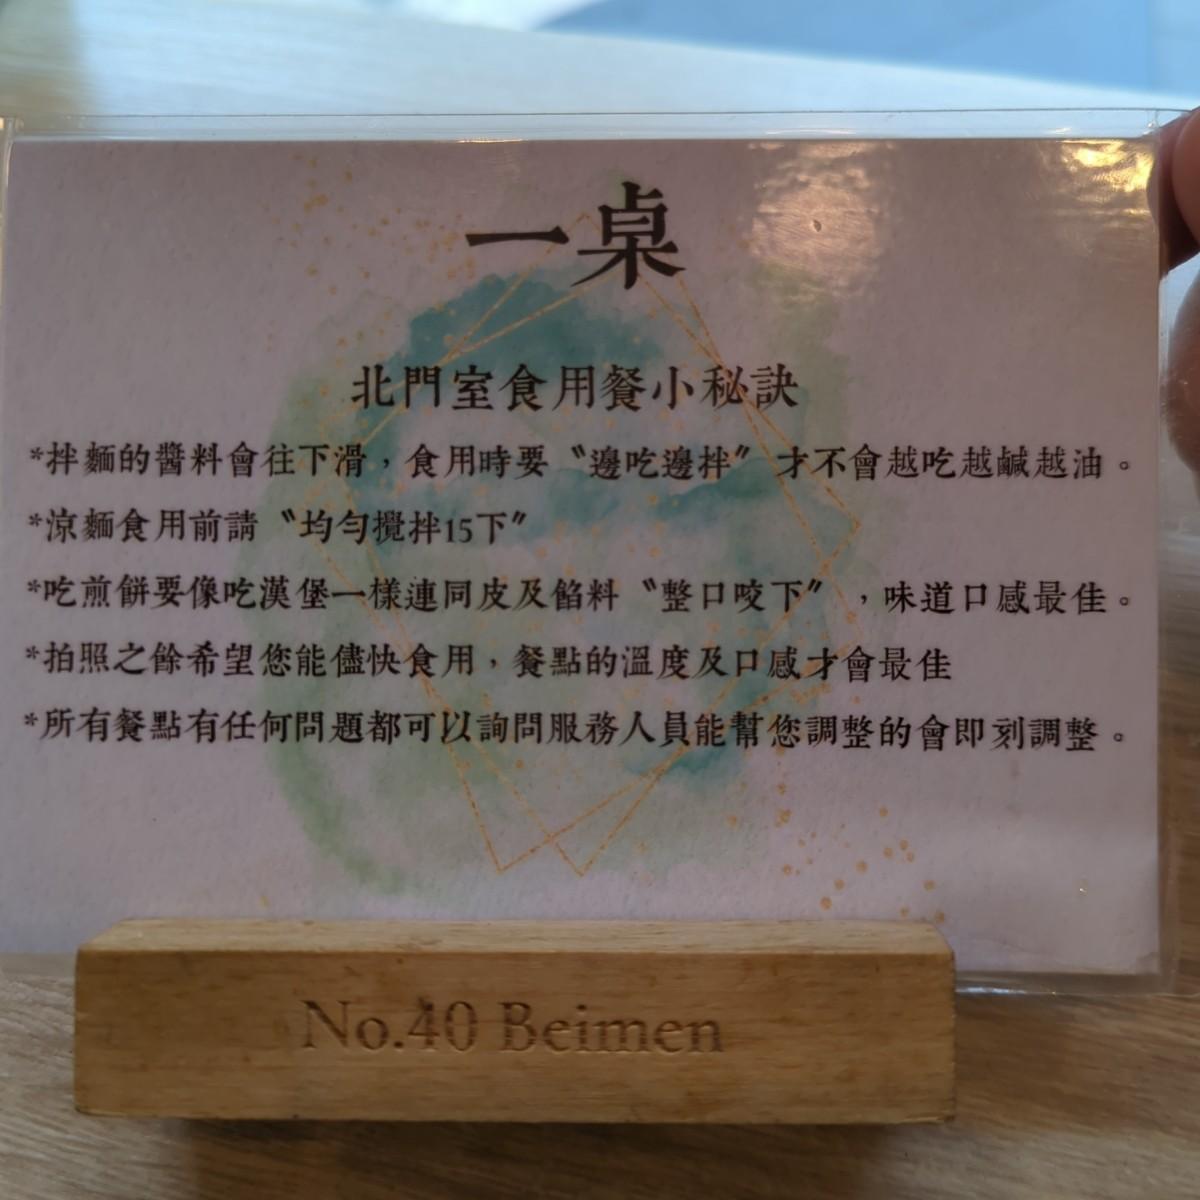 一桌
北門室食用餐小秘訣
*拌麵的醬料會往下滑，食用時要〝邊吃邊拌〞才不會越吃越鹹越油。
*涼麵食用前請〝均勻攪拌15下〞
*吃煎餅要像吃漢堡一樣連同皮及餡料〝整口咬下〞，味道口感最佳。
*拍照之餘希望您能儘快食用，餐點的溫度及口感才會最佳
*所有餐點有任何問題都可以詢問服務人員能幫您調整的會即刻調整。
No.40 Beimen